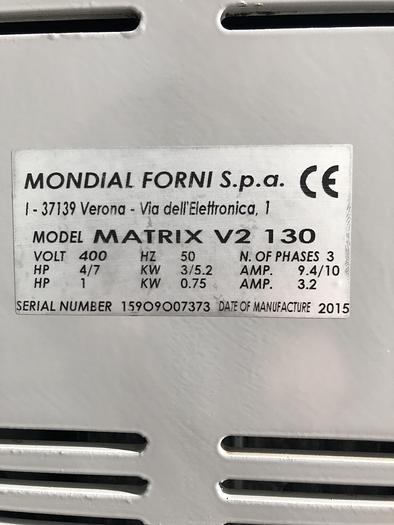 MONDIAL FORNI S.p.a. CE
I - 37139 Verona - Via dell'Elettronica, 1
MODEL MATRIX V2 130
VOLT 400 HZ 50 N. OF PHASES 3
HP 4/7 KW 3/5.2 AMP. 9.4/10
HP 1 KW 0.75 AMP. 3.2
SERIAL NUMBER 159O9O07373 DATE OF MANUFACTURE 2015